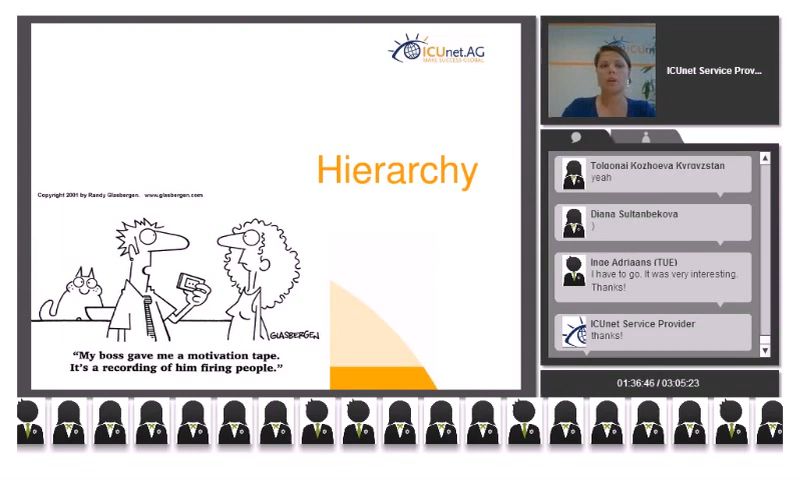 ICUnet.AG
MAKE SUCCESS GLOBAL
Hierarchy
Copyright 2001 by Randy Glasbergen. www.glasbergen.com
GLASBERGEN
"My boss gave me a motivation tape.
It's a recording of him firing people."
ICUnet Service Prov...
Tolgonai Kozhoeva Kyrgyzstan
yeah
Diana Sultanbekova
)
Inge Adriaans (TUE)
I have to go. It was very interesting.
Thanks!
ICUnet Service Provider
thanks!
01:36:46 / 03:05:23